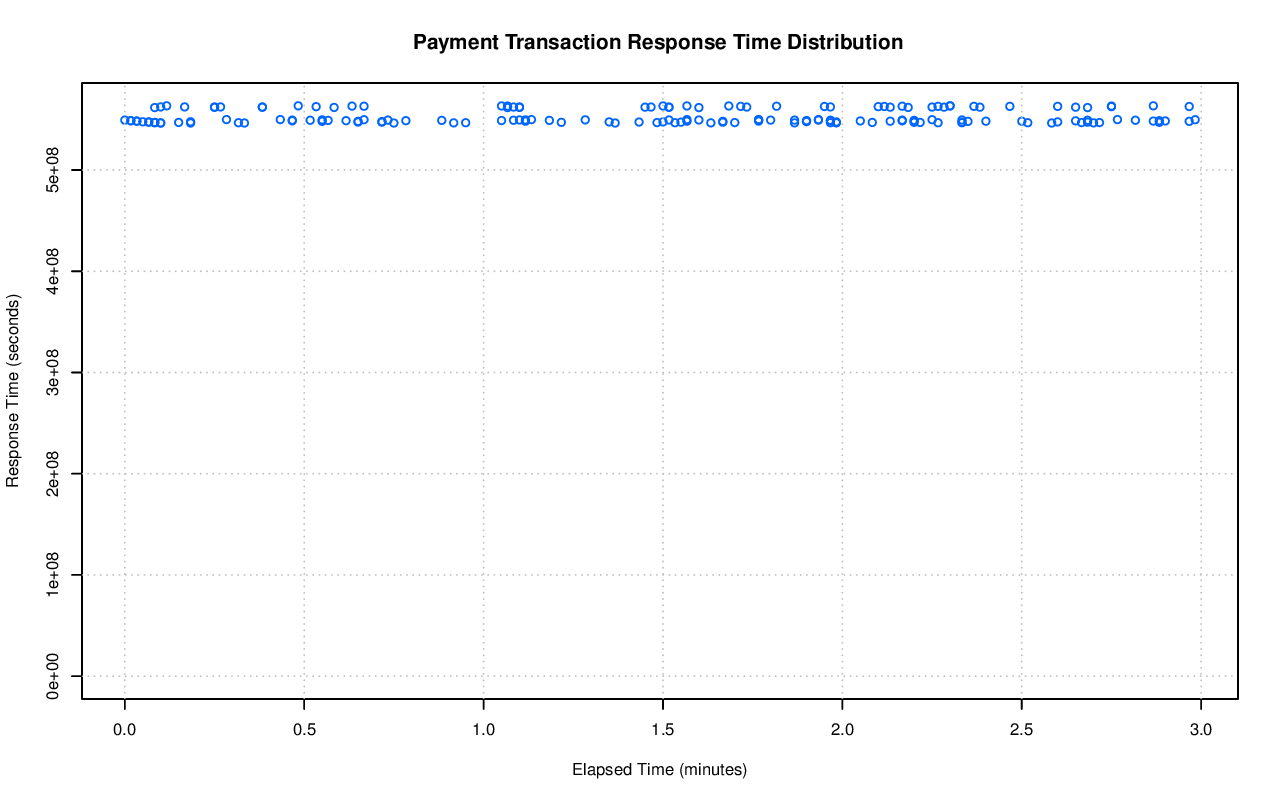 Payment Transaction Response Time Distribution
Response Time (seconds)
5e+08
4e+08
3e+08
2e+08
1e+08
0e+00
0.0 0.5 1.0 1.5 2.0 2.5 3.0
Elapsed Time (minutes)